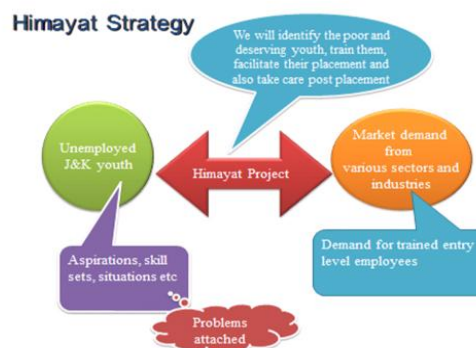 Himayat Strategy
We will identify the poor and
deserving youth, train them,
facilitate their placement and
also take care post placement
Unemployed
J&K youth
Himayat Project
Market demand
from
various sectors and
industries
Aspirations, skill
sets, situations etc
Demand for trained entry
level employees
Problems
attached